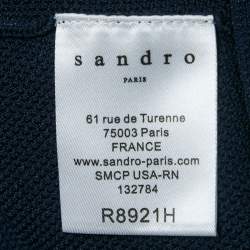 sandro
PARIS
61 rue de Turenne
75003 Paris
FRANCE
www.sandro-paris.com
SMCP USA-RN
132784
R8921H